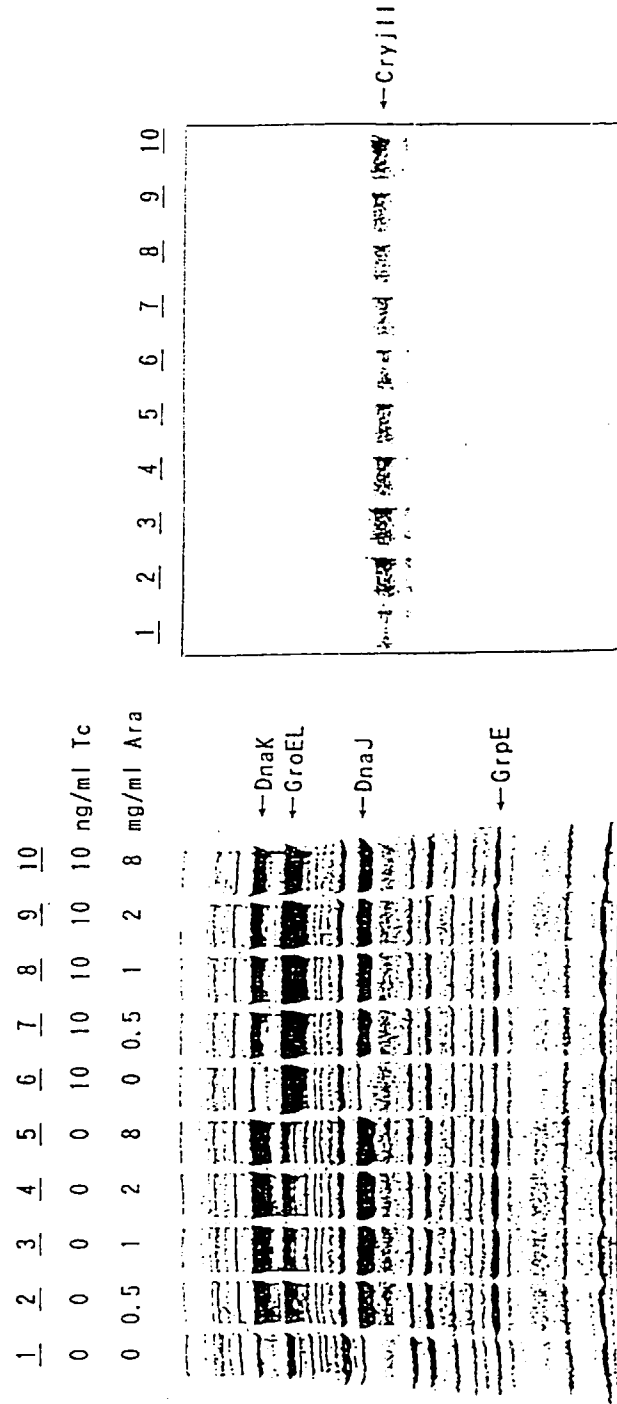 1 2 3 4 5 6 7 8 9 10
0 0 0 0 0 10 10 10 10 10 ng/ml Tc
0 0.5 1 2 8 0 0.5 1 2 8 mg/ml Ara
←DnaK
←GroEL
←DnaJ
←GrpE
1 2 3 4 5 6 7 8 9 10
←CryjII